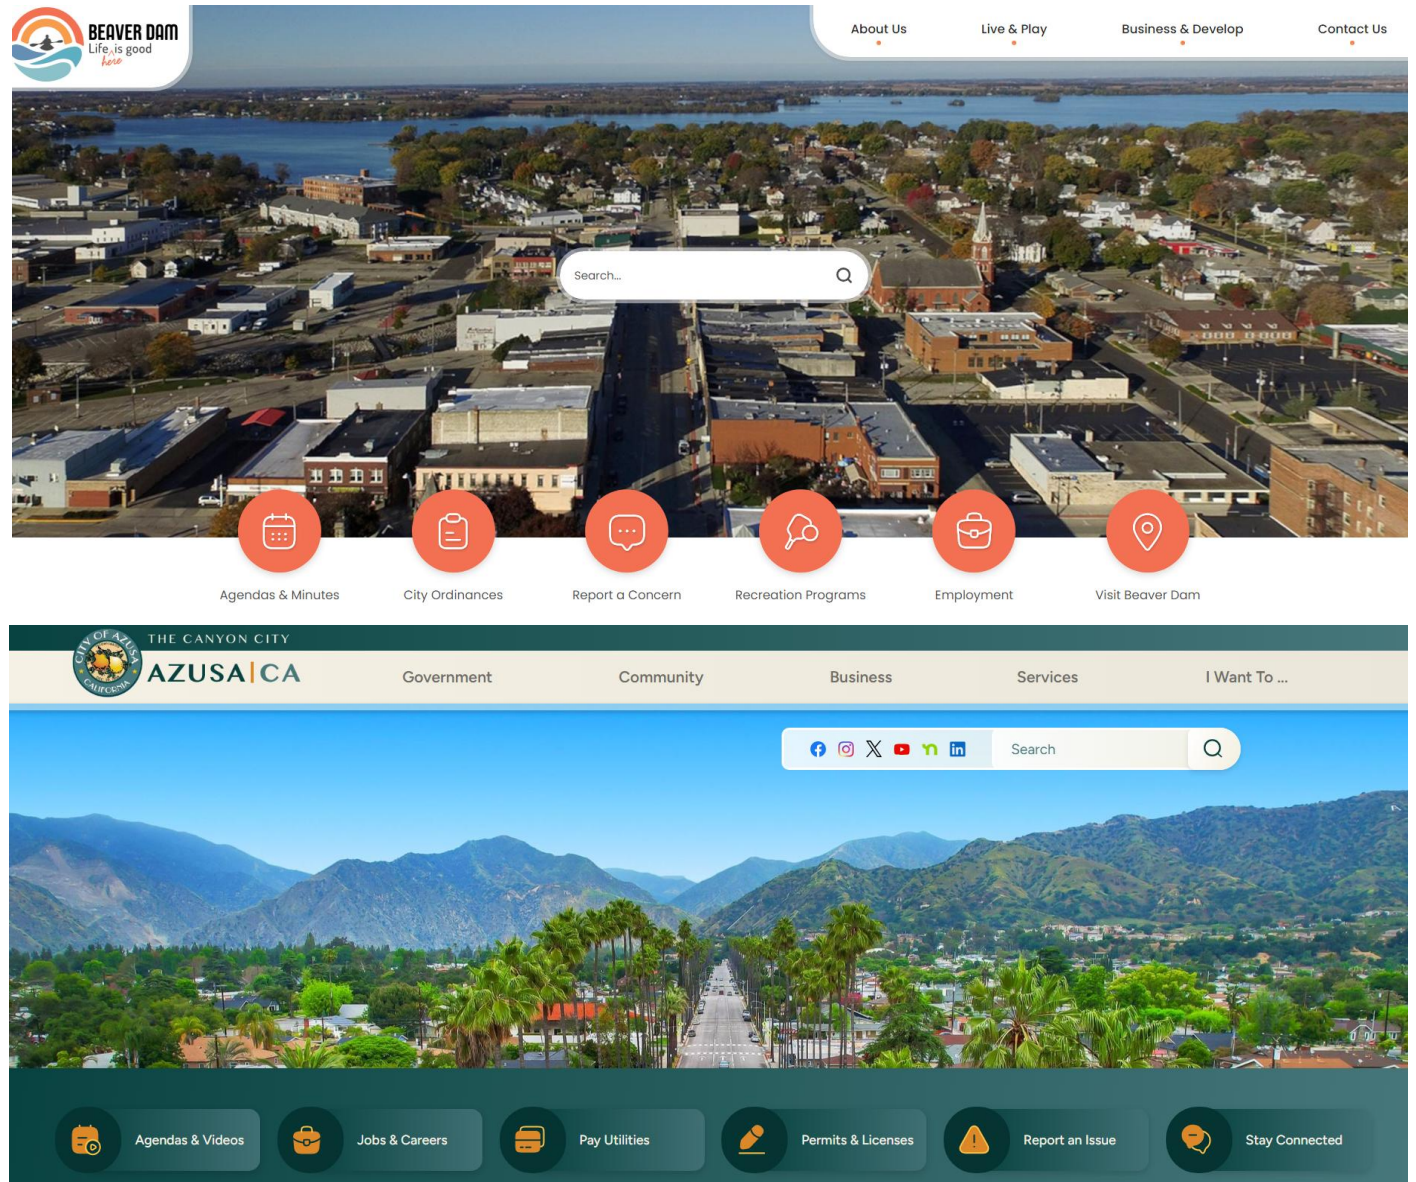 BEAVER DAM
Life is good
here
About Us
Live & Play
Business & Develop
Contact Us
Search...
Agendas & Minutes
City Ordinances
Report a Concern
Recreation Programs
Employment
Visit Beaver Dam
CITY OF AZUSA
CALIFORNIA
THE CANYON CITY
AZUSA|CA
Government
Community
Business
Services
I Want To ...
Search
Agendas & Videos
Jobs & Careers
Pay Utilities
Permits & Licenses
Report an Issue
Stay Connected